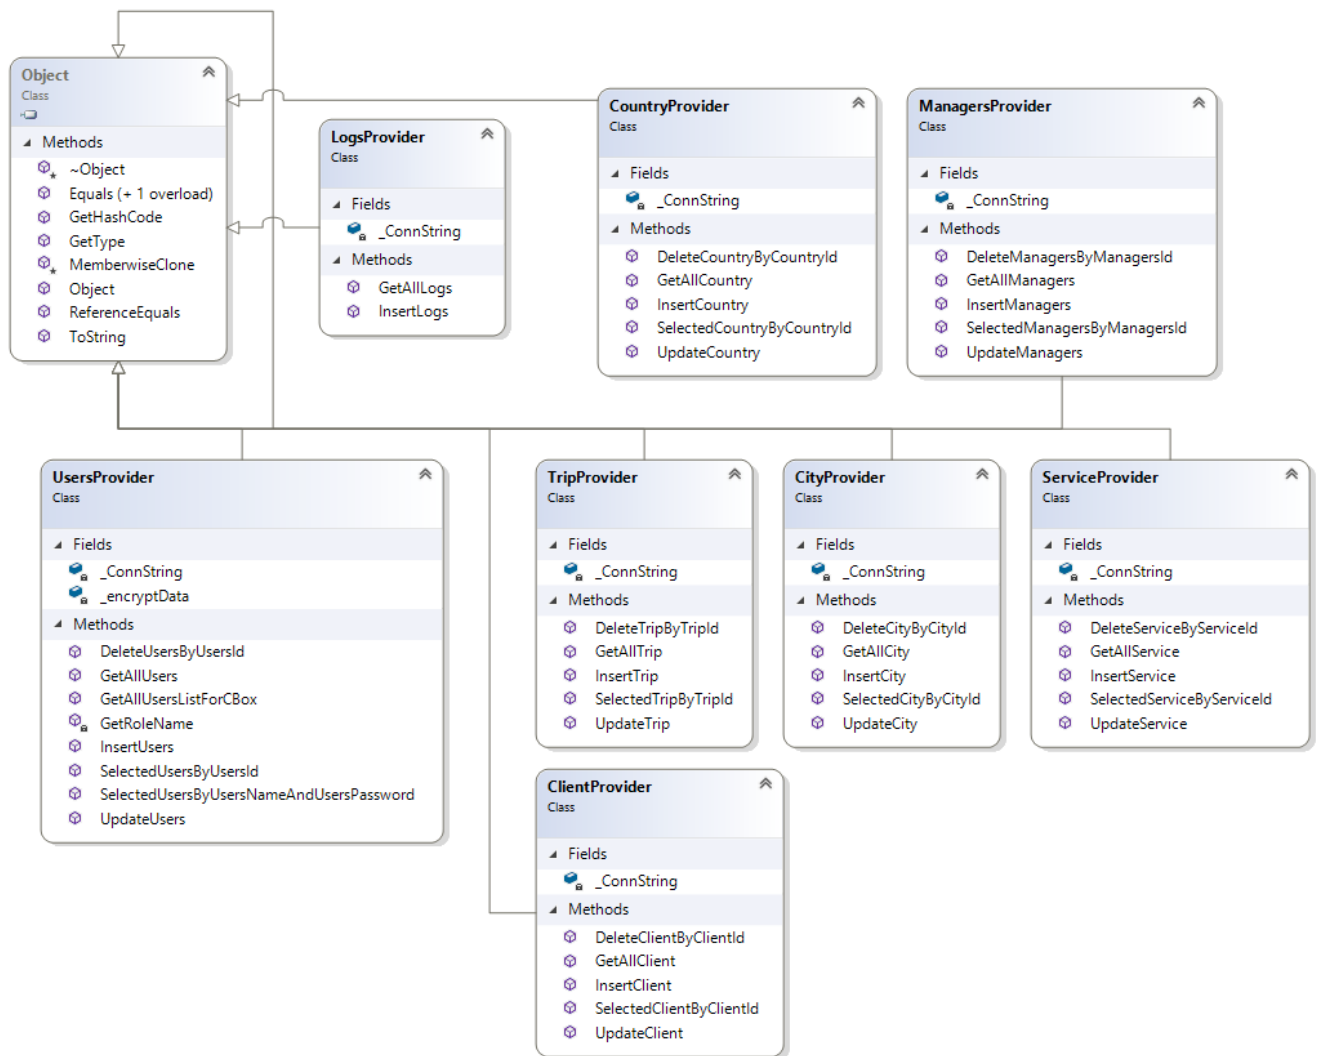 Object
Class
Methods
~Object
Equals (+ 1 overload)
GetHashCode
GetType
MemberwiseClone
Object
ReferenceEquals
ToString
LogsProvider
Class
Fields
_ConnString
Methods
GetAllLogs
InsertLogs
CountryProvider
Class
Fields
_ConnString
Methods
DeleteCountryByCountryId
GetAllCountry
InsertCountry
SelectedCountryByCountryId
UpdateCountry
ManagersProvider
Class
Fields
_ConnString
Methods
DeleteManagersByManagersId
GetAllManagers
InsertManagers
SelectedManagersByManagersId
UpdateManagers
UsersProvider
Class
Fields
_ConnString
_encryptData
Methods
DeleteUsersByUsersId
GetAllUsers
GetAllUsersListForCBox
GetRoleName
InsertUsers
SelectedUsersByUsersId
SelectedUsersByUsersNameAndUsersPassword
UpdateUsers
TripProvider
Class
Fields
_ConnString
Methods
DeleteTripByTripId
GetAllTrip
InsertTrip
SelectedTripByTripId
UpdateTrip
CityProvider
Class
Fields
_ConnString
Methods
DeleteCityByCityId
GetAllCity
InsertCity
SelectedCityByCityId
UpdateCity
ServiceProvider
Class
Fields
_ConnString
Methods
DeleteServiceByServiceId
GetAllService
InsertService
SelectedServiceByServiceId
UpdateService
ClientProvider
Class
Fields
_ConnString
Methods
DeleteClientByClientId
GetAllClient
InsertClient
SelectedClientByClientId
UpdateClient